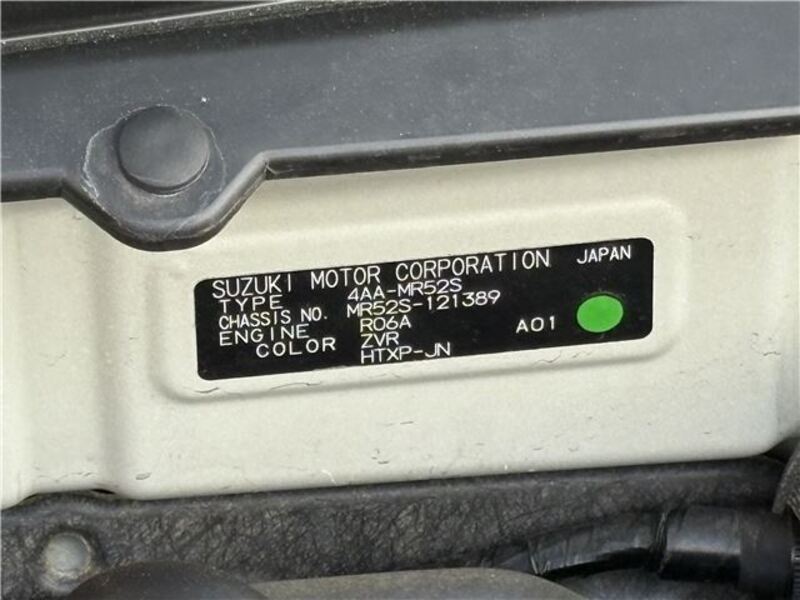 SUZUKI MOTOR CORPORATION JAPAN
TYPE 4AA-MR52S
CHASSIS NO. MR52S-121389
ENGINE R06A
COLOR ZVR A01
HTXP-JN